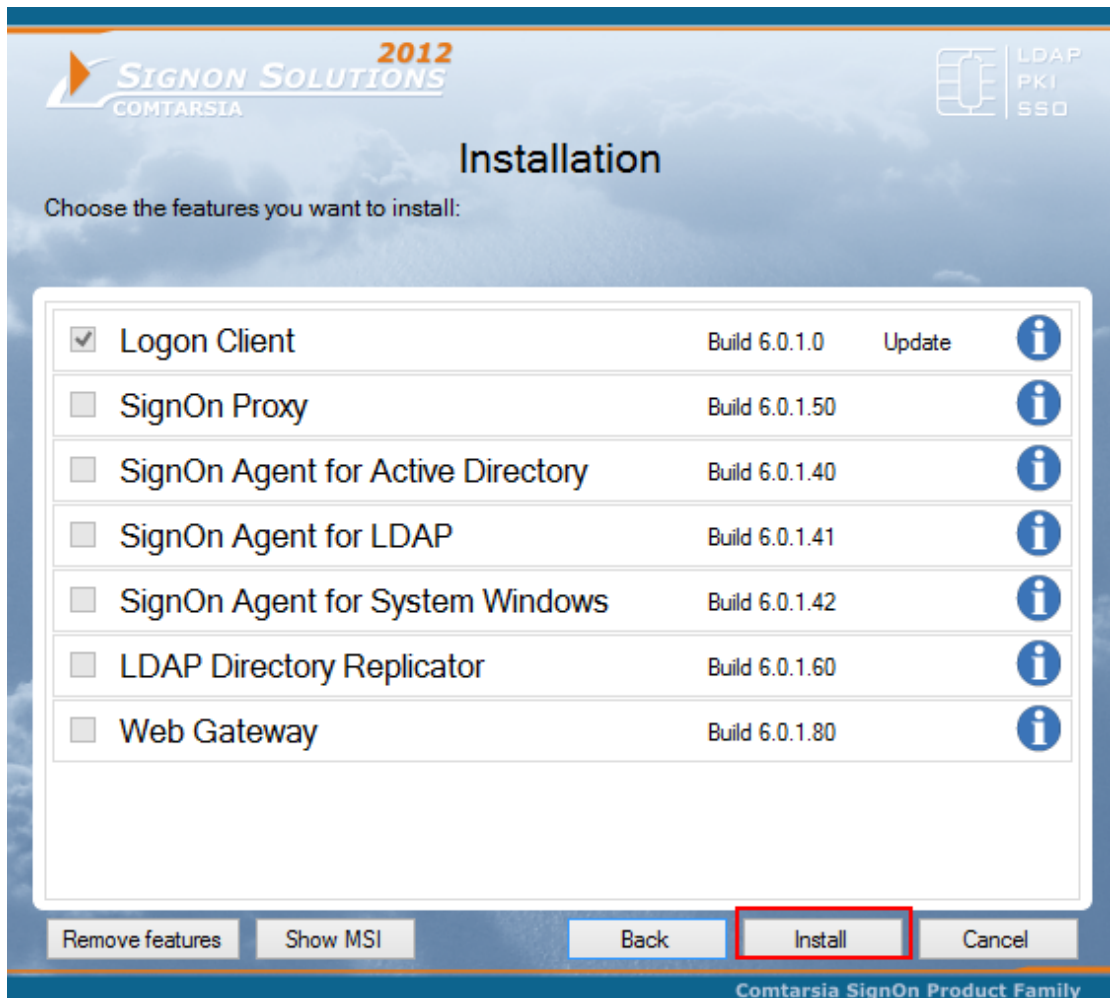 2012
SIGNON SOLUTIONS
COMTARSIA
LDAP
PKI
SSO
Installation
Choose the features you want to install:
Logon Client Build 6.0.1.0 Update
SignOn Proxy Build 6.0.1.50
SignOn Agent for Active Directory Build 6.0.1.40
SignOn Agent for LDAP Build 6.0.1.41
SignOn Agent for System Windows Build 6.0.1.42
LDAP Directory Replicator Build 6.0.1.60
Web Gateway Build 6.0.1.80
Remove features Show MSI Back Install Cancel
Comtarsia SignOn Product Family